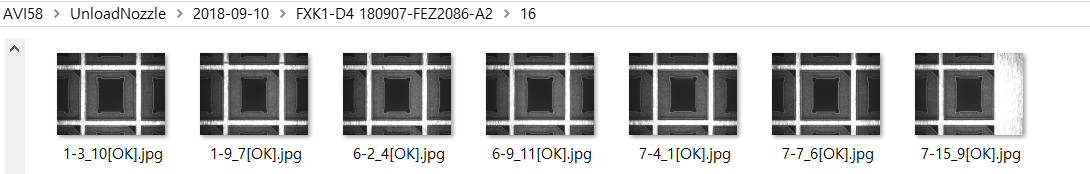 AVI58 > UnloadNozzle > 2018-09-10 > FXK1-D4 180907-FEZ2086-A2 > 16
1-3_10[OK].jpg 1-9_7[OK].jpg 6-2_4[OK].jpg 6-9_11[OK].jpg 7-4_1[OK].jpg 7-7_6[OK].jpg 7-15_9[OK].jpg